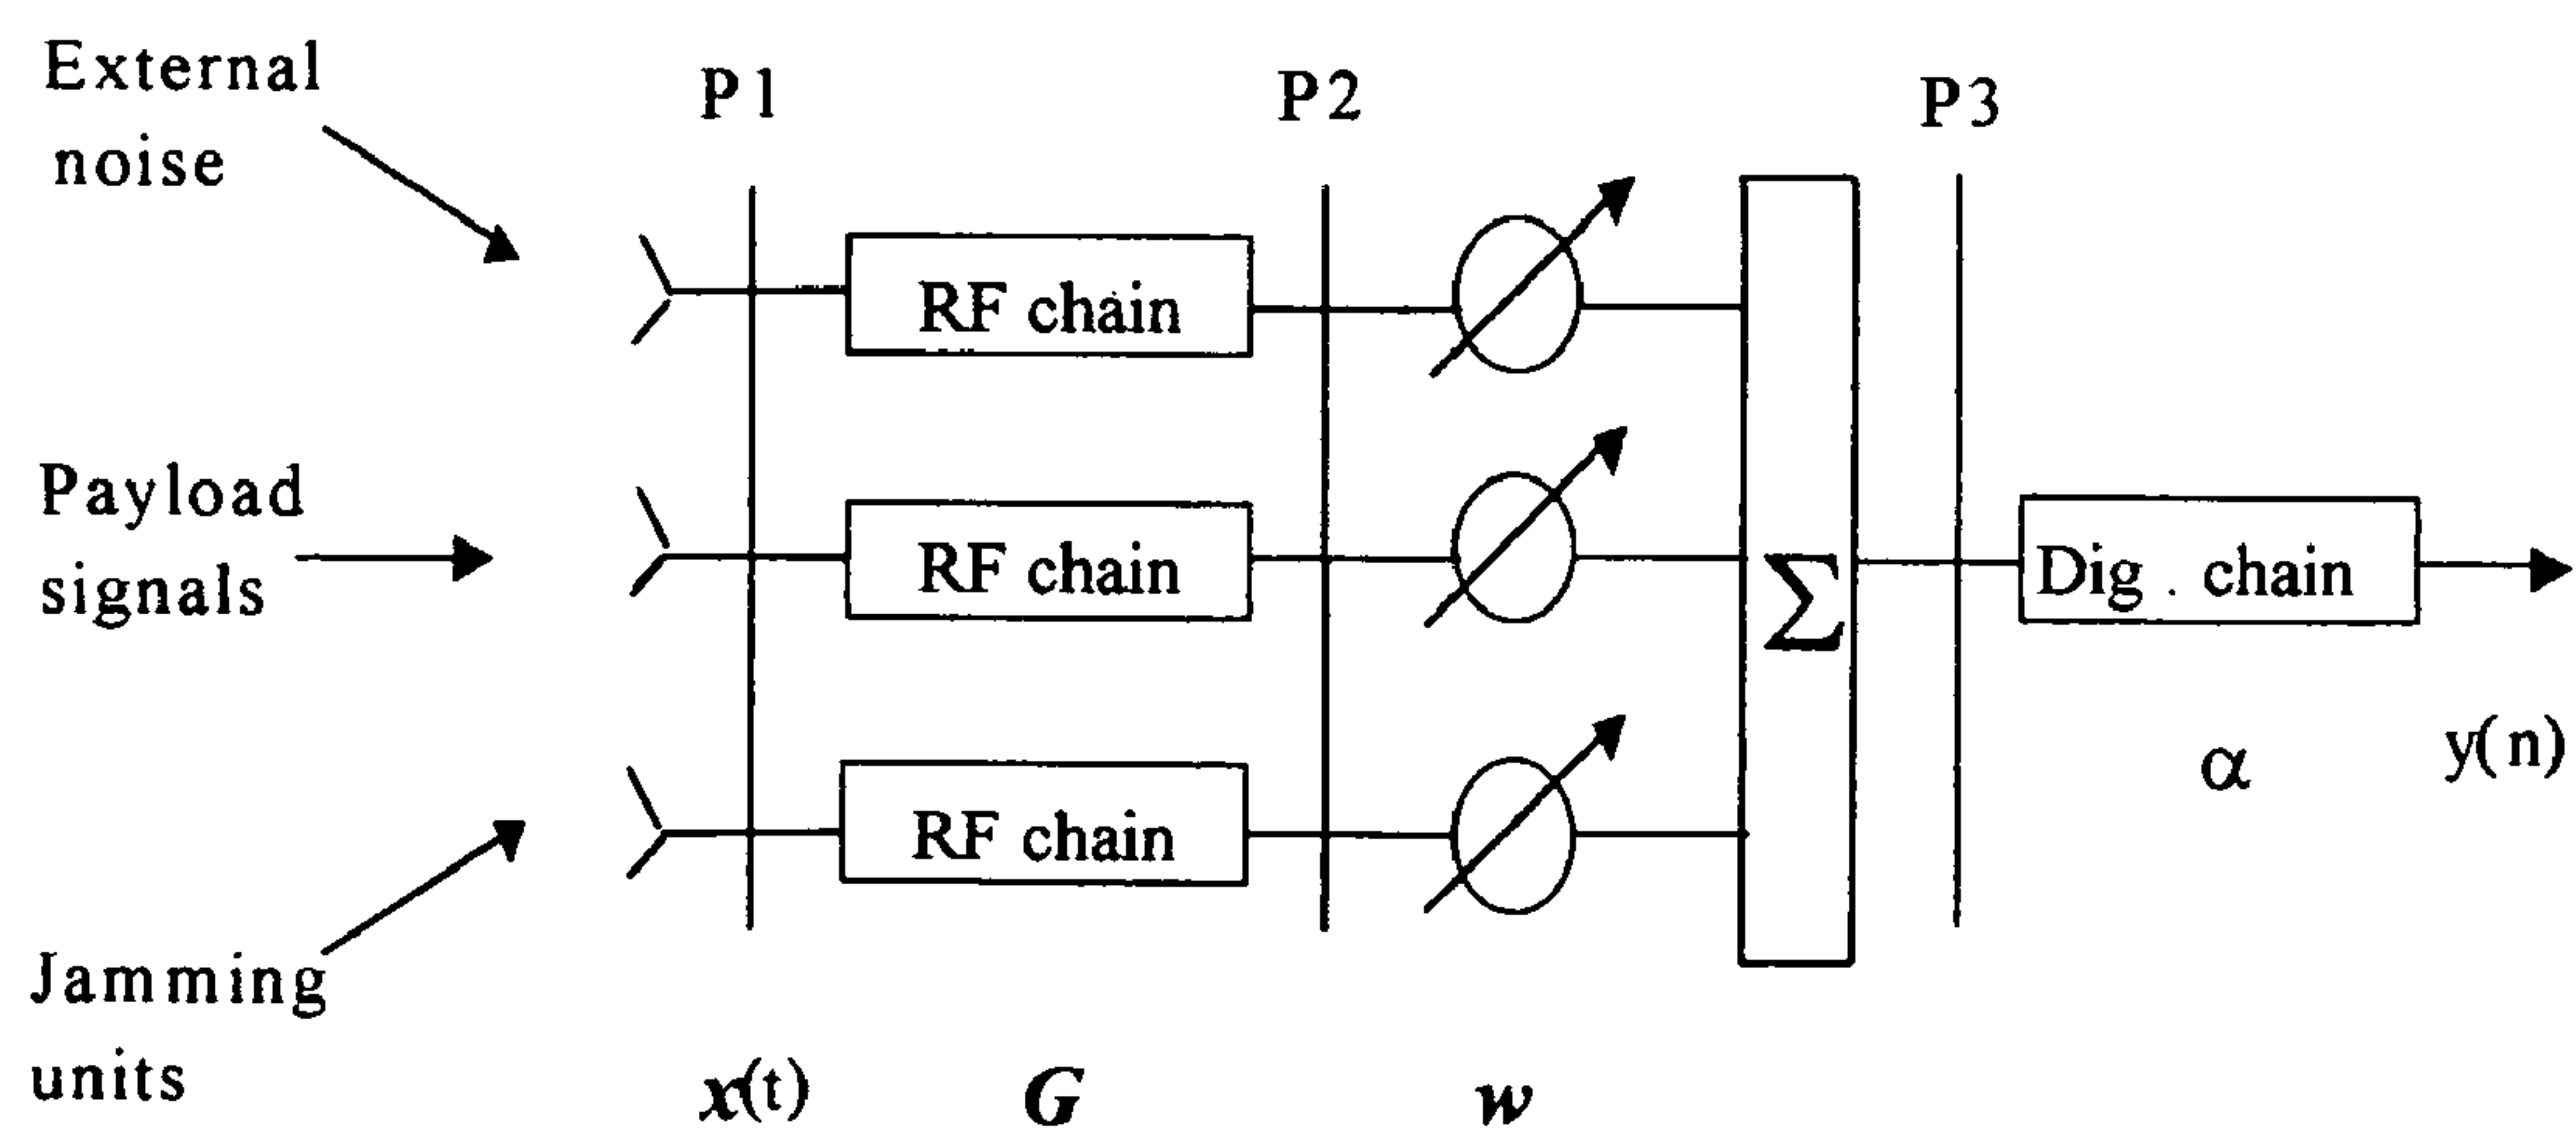 External
noise
P1
P2
P3
RF chain
Payload
signals
RF chain
Σ
Dig . chain
α
y(n)
RF chain
Jamming
units
x(t)
G
w